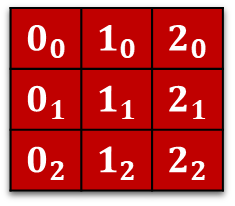 0₀ 1₀ 2₀
0₁ 1₁ 2₁
0₂ 1₂ 2₂